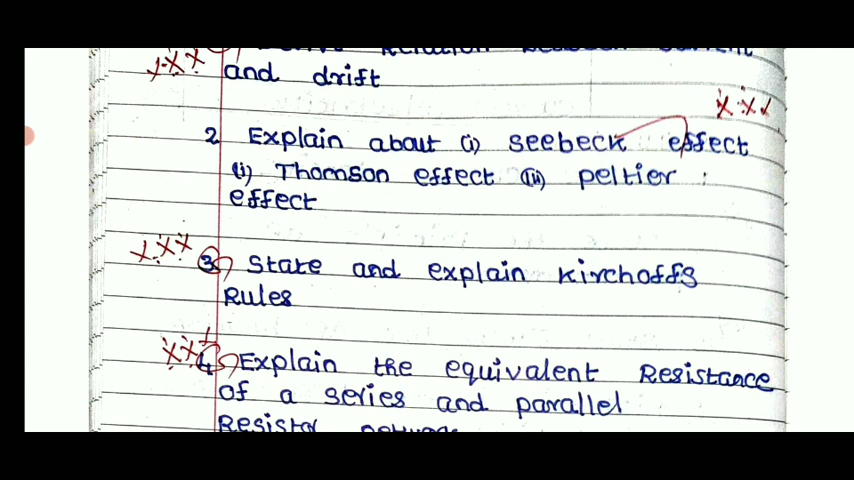 and drift
2 Explain about (i) seebeck effect
(ii) Thomson effect (iii) peltier :
effect
3) State and explain Kirchoffs
Rules
4) Explain the equivalent Resistance
of a series and parallel